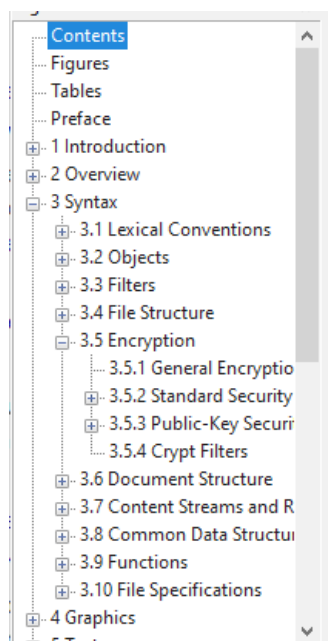 Contents
Figures
Tables
Preface
1 Introduction
2 Overview
3 Syntax
3.1 Lexical Conventions
3.2 Objects
3.3 Filters
3.4 File Structure
3.5 Encryption
3.5.1 General Encryptio
3.5.2 Standard Security
3.5.3 Public-Key Securi
3.5.4 Crypt Filters
3.6 Document Structure
3.7 Content Streams and R
3.8 Common Data Structu
3.9 Functions
3.10 File Specifications
4 Graphics